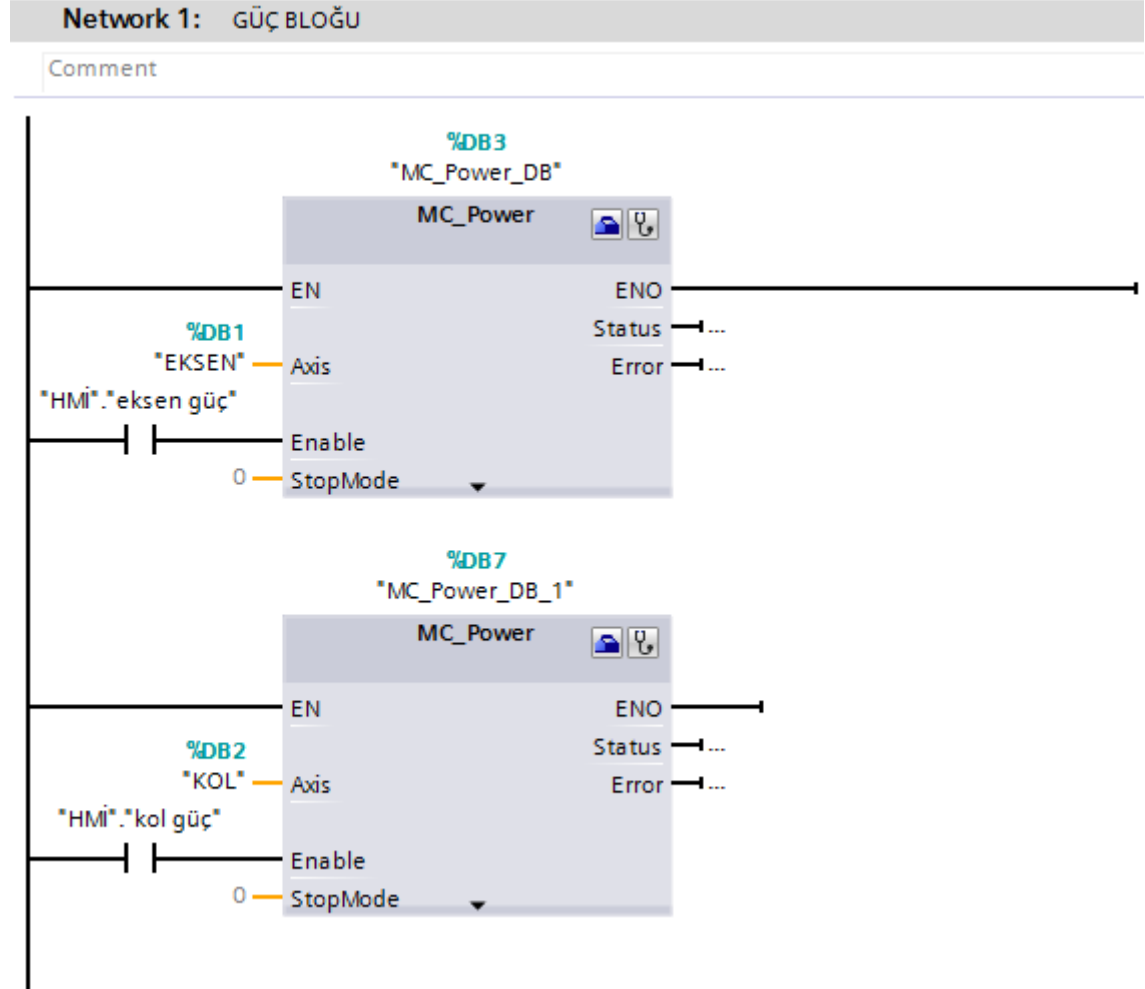 Network 1: GÜÇ BLOĞU
Comment
%DB3
"MC_Power_DB"
MC_Power
EN ENO
%DB1
Status ...
"EKSEN" Axis Error ...
"HMİ"."eksen güç"
Enable
0 StopMode
%DB7
"MC_Power_DB_1"
MC_Power
EN ENO
%DB2
Status ...
"KOL" Axis Error ...
"HMİ"."kol güç"
Enable
0 StopMode